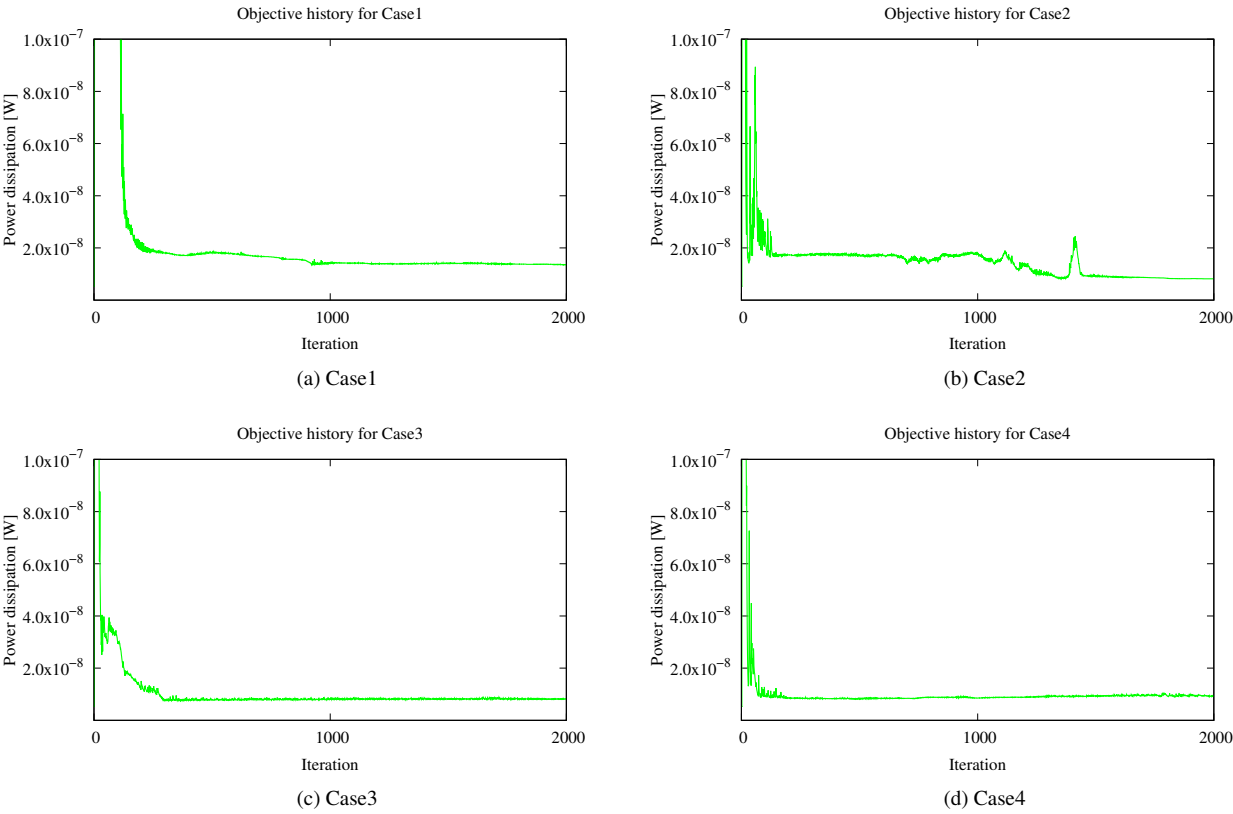 Objective history for Case1
Power dissipation [W]
1.0x10⁻⁷
8.0x10⁻⁸
6.0x10⁻⁸
4.0x10⁻⁸
2.0x10⁻⁸
0 1000 2000
Iteration
(a) Case1
Objective history for Case2
Power dissipation [W]
1.0x10⁻⁷
8.0x10⁻⁸
6.0x10⁻⁸
4.0x10⁻⁸
2.0x10⁻⁸
0 1000 2000
Iteration
(b) Case2
Objective history for Case3
Power dissipation [W]
1.0x10⁻⁷
8.0x10⁻⁸
6.0x10⁻⁸
4.0x10⁻⁸
2.0x10⁻⁸
0 1000 2000
Iteration
(c) Case3
Objective history for Case4
Power dissipation [W]
1.0x10⁻⁷
8.0x10⁻⁸
6.0x10⁻⁸
4.0x10⁻⁸
2.0x10⁻⁸
0 1000 2000
Iteration
(d) Case4